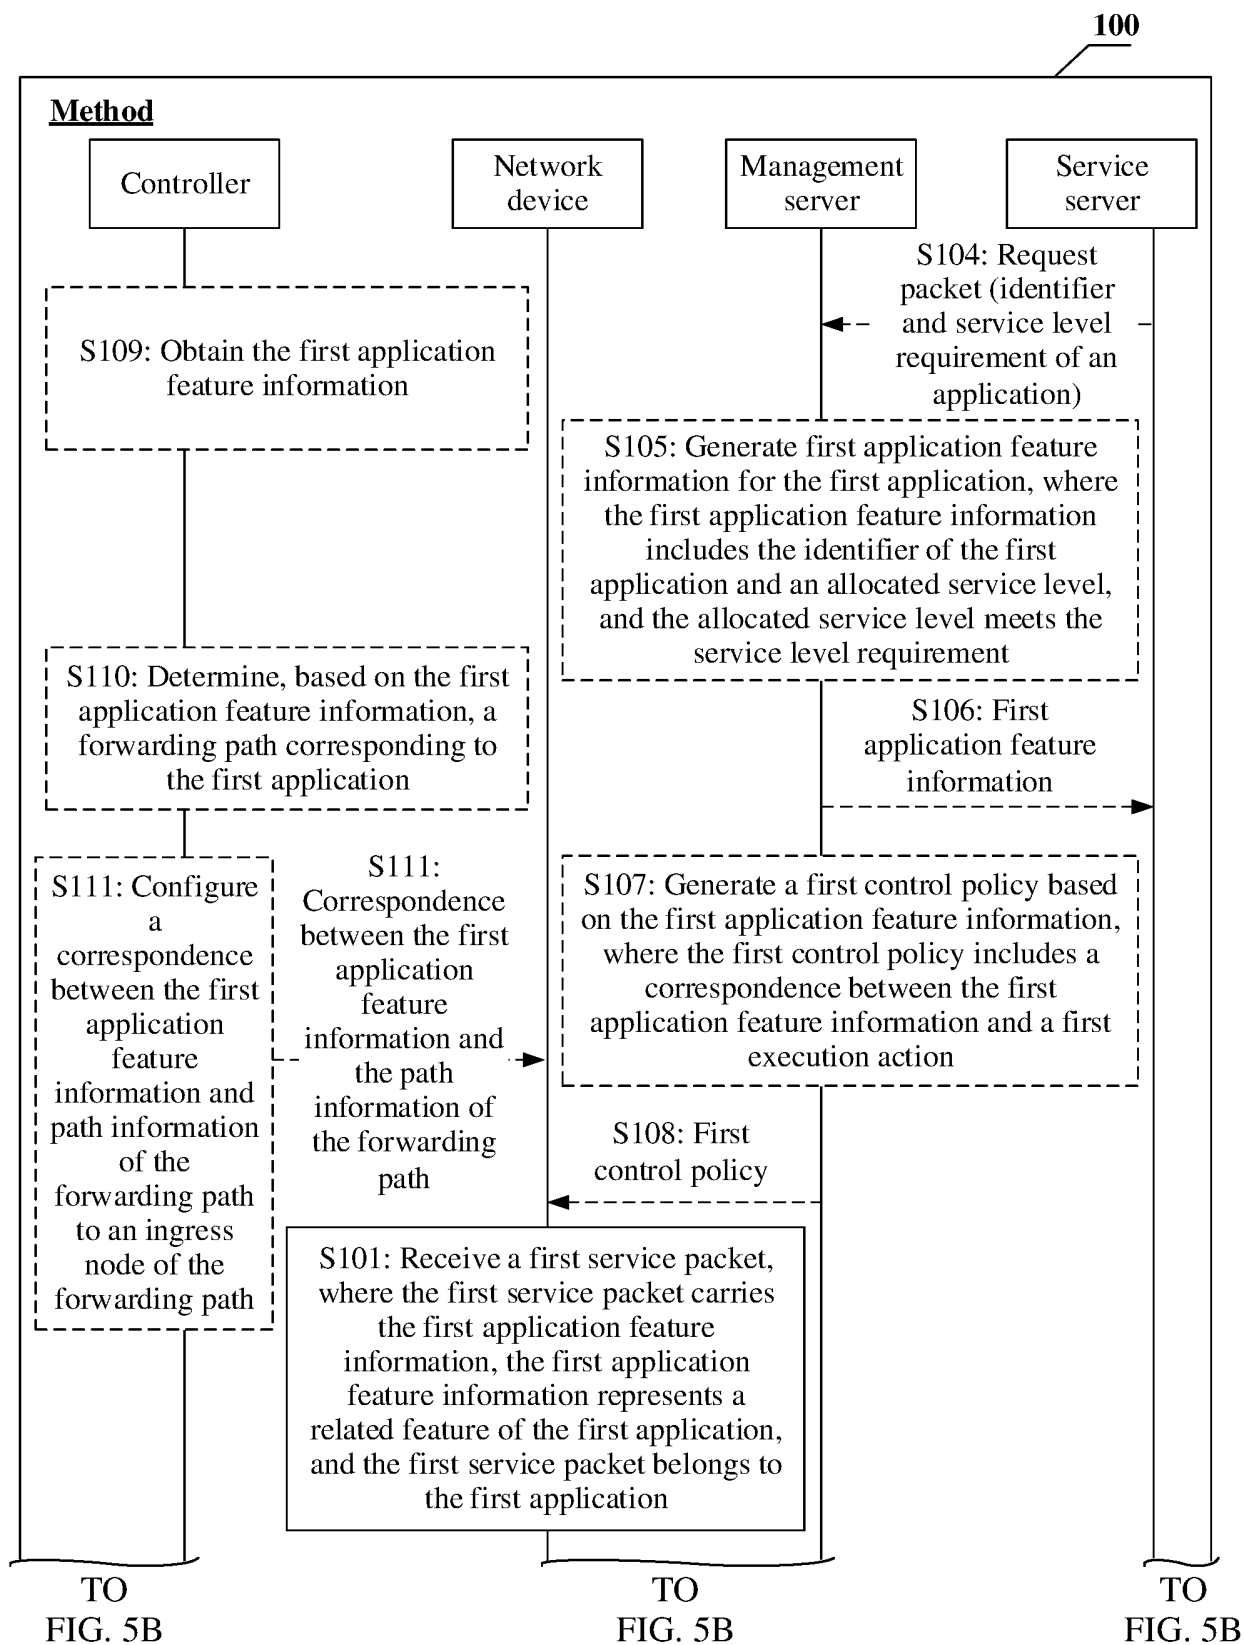 100
Method
Controller
Network
device
Management
server
Service
server
S104: Request
packet (identifier
and service level
requirement of an
application)
S109: Obtain the first application
feature information
S105: Generate first application feature
information for the first application, where
the first application feature information
includes the identifier of the first
application and an allocated service level,
and the allocated service level meets the
service level requirement
S110: Determine, based on the first
application feature information, a
forwarding path corresponding to
the first application
S106: First
application feature
information
S111: Configure
a
correspondence
between the first
application
feature
information and
path information
of the
forwarding path
to an ingress
node of the
forwarding path
S111:
Correspondence
between the first
application
feature
information and
the path
information of
the forwarding
path
S107: Generate a first control policy based
on the first application feature information,
where the first control policy includes a
correspondence between the first
application feature information and a first
execution action
S108: First
control policy
S101: Receive a first service packet,
where the first service packet carries
the first application feature
information, the first application
feature information represents a
related feature of the first application,
and the first service packet belongs to
the first application
TO
FIG. 5B
TO
FIG. 5B
TO
FIG. 5B